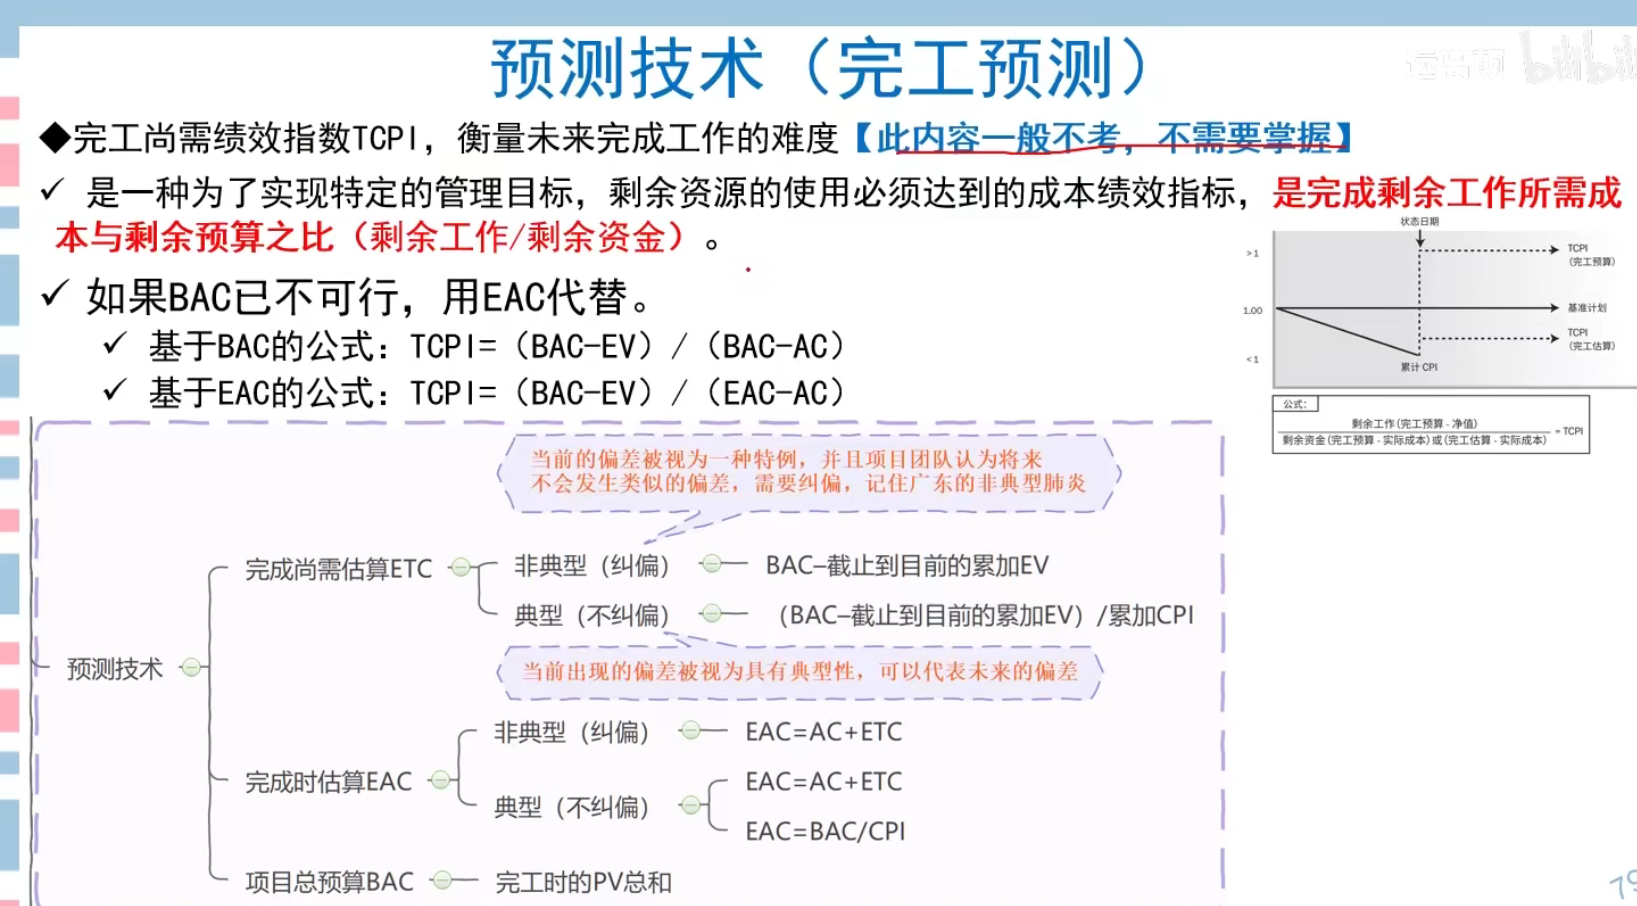 预测技术（完工预测）
远岛前 bilibili
◆完工尚需绩效指数TCPI，衡量未来完成工作的难度【此内容一般不考，不需要掌握】
✓ 是一种为了实现特定的管理目标，剩余资源的使用必须达到的成本绩效指标，是完成剩余工作所需成
本与剩余预算之比（剩余工作/剩余资金）。
✓ 如果BAC已不可行，用EAC代替。
✓ 基于BAC的公式：TCPI=（BAC-EV）/（BAC-AC）
✓ 基于EAC的公式：TCPI=（BAC-EV）/（EAC-AC）
状态日期
>1
TCPI
（完工预算）
1.00
基准计划
TCPI
（完工估算）
<1
累计 CPI
公式：
剩余工作(完工预算 - 净值)
剩余资金(完工预算 - 实际成本)或(完工估算 - 实际成本)
= TCPI
当前的偏差被视为一种特例，并且项目团队认为将来
不会发生类似的偏差，需要纠偏，记住广东的非典型肺炎
完成尚需估算ETC
非典型（纠偏）
BAC–截止到目前的累加EV
典型（不纠偏）
（BAC–截止到目前的累加EV）/累加CPI
当前出现的偏差被视为具有典型性，可以代表未来的偏差
预测技术
完成时估算EAC
非典型（纠偏）
EAC=AC+ETC
典型（不纠偏）
EAC=AC+ETC
EAC=BAC/CPI
项目总预算BAC
完工时的PV总和
79